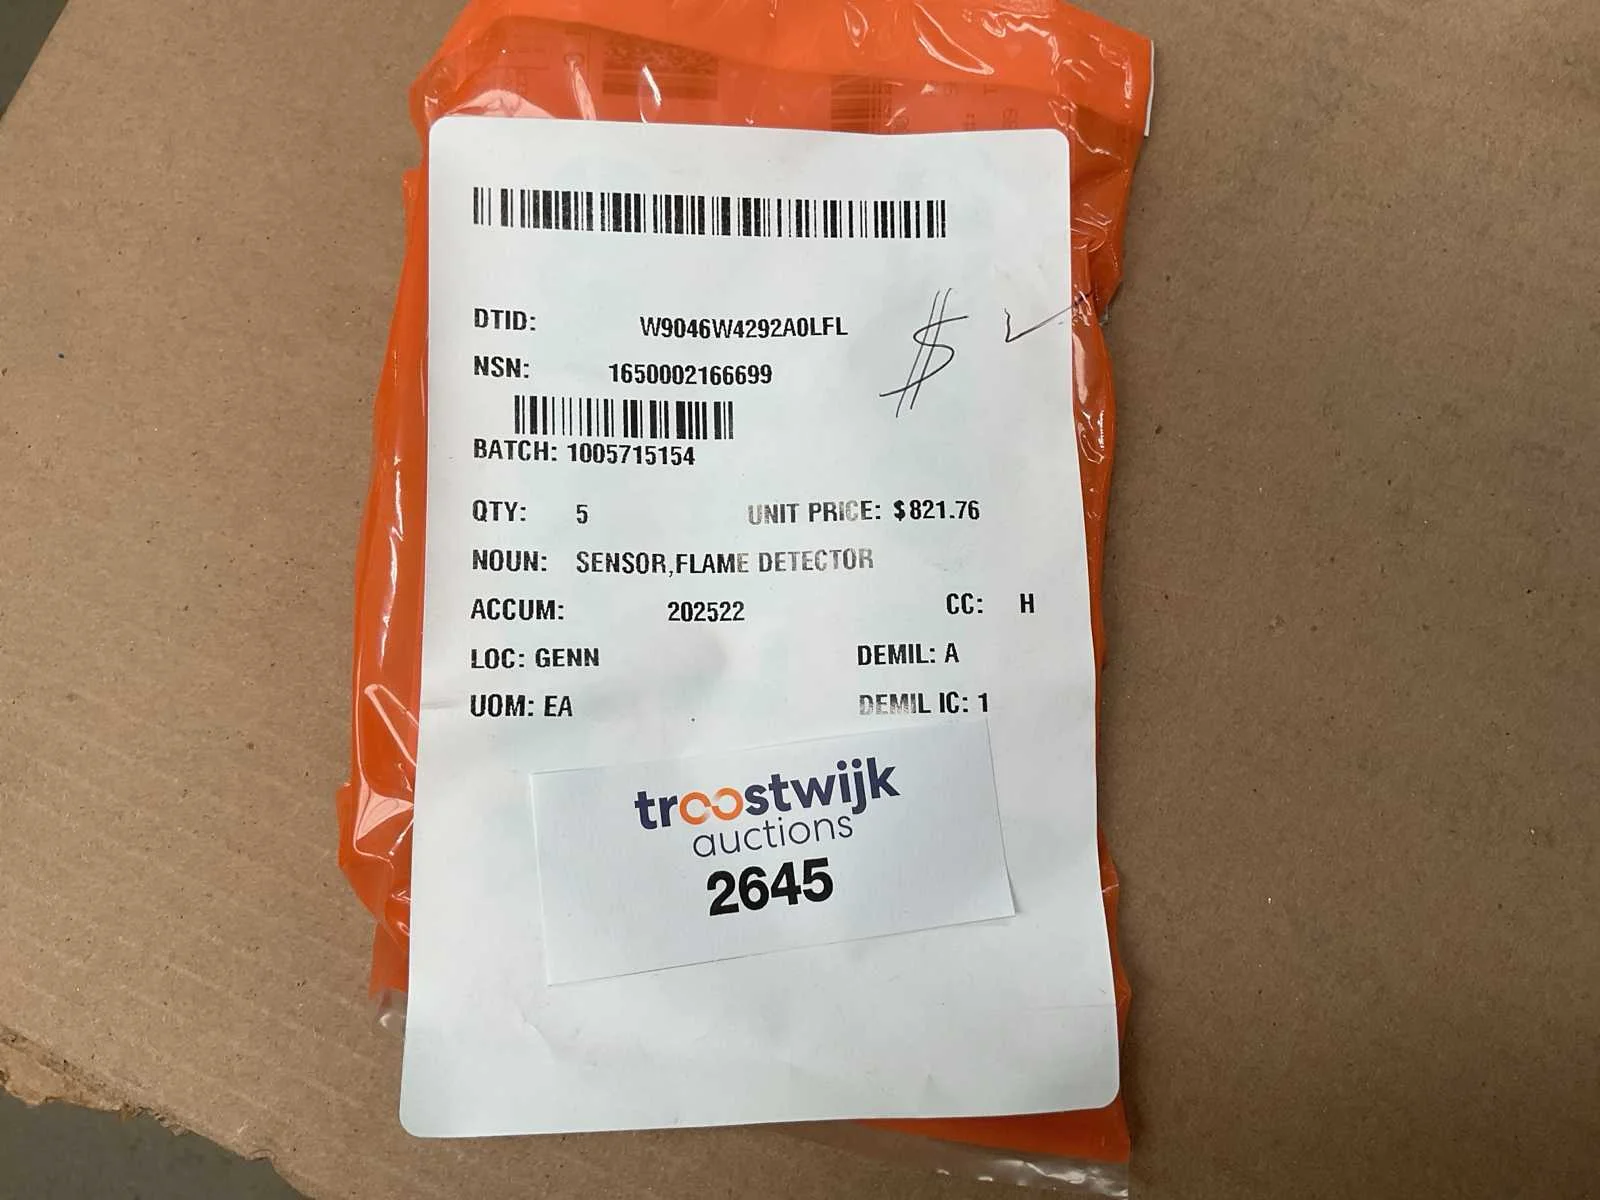 DTID: W9046W4292A0LFL
NSN: 1650002166699
$
BATCH: 1005715154
QTY: 5 UNIT PRICE: $821.76
NOUN: SENSOR,FLAME DETECTOR
ACCUM: 202522 CC: H
LOC: GENN DEMIL: A
UOM: EA DEMIL IC: 1
troostwijk
auctions
2645